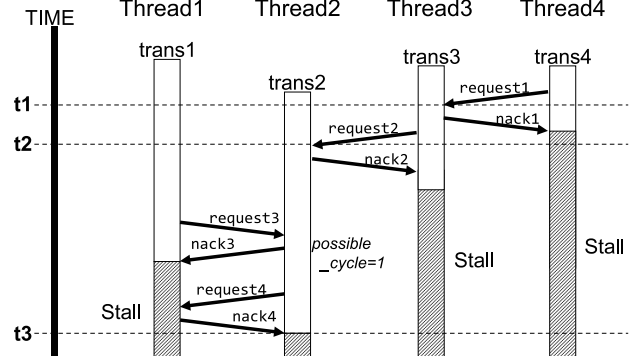 TIME Thread1 Thread2 Thread3 Thread4
trans1 trans2 trans3 trans4
t1 request1
nack1
t2 request2
nack2
request3
nack3 possible
_cycle=1
Stall Stall
request4
Stall nack4
t3